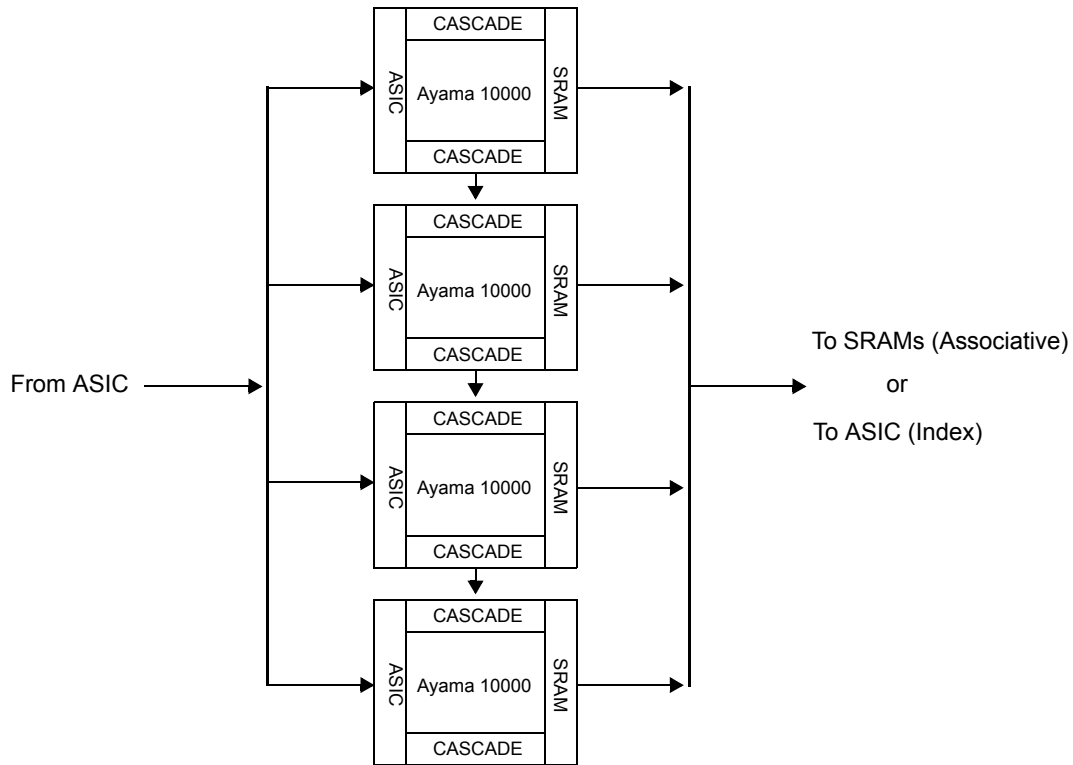 CASCADE
ASIC
Ayama 10000
SRAM
CASCADE
CASCADE
ASIC
Ayama 10000
SRAM
CASCADE
From ASIC
To SRAMs (Associative)
or
To ASIC (Index)
CASCADE
ASIC
Ayama 10000
SRAM
CASCADE
CASCADE
ASIC
Ayama 10000
SRAM
CASCADE